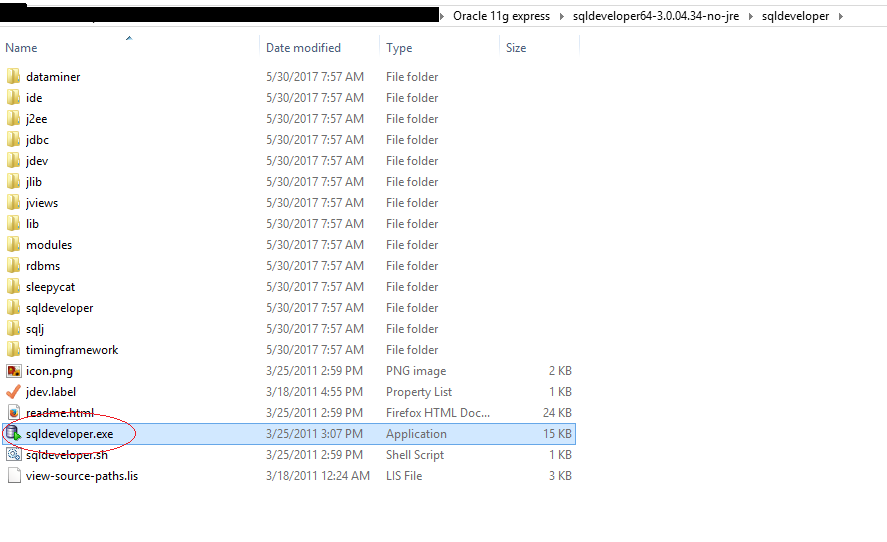 Oracle 11g express sqldeveloper64-3.0.04.34-no-jre sqldeveloper
Name Date modified Type Size
dataminer 5/30/2017 7:57 AM File folder
ide 5/30/2017 7:57 AM File folder
j2ee 5/30/2017 7:57 AM File folder
jdbc 5/30/2017 7:57 AM File folder
jdev 5/30/2017 7:57 AM File folder
jlib 5/30/2017 7:57 AM File folder
jviews 5/30/2017 7:57 AM File folder
lib 5/30/2017 7:57 AM File folder
modules 5/30/2017 7:57 AM File folder
rdbms 5/30/2017 7:57 AM File folder
sleepycat 5/30/2017 7:57 AM File folder
sqldeveloper 5/30/2017 7:57 AM File folder
sqlj 5/30/2017 7:57 AM File folder
timingframework 5/30/2017 7:57 AM File folder
icon.png 3/25/2011 2:59 PM PNG image 2 KB
jdev.label 3/18/2011 4:55 PM Property List 1 KB
readme.html 3/25/2011 2:59 PM Firefox HTML Doc... 24 KB
sqldeveloper.exe 3/25/2011 3:07 PM Application 15 KB
sqldeveloper.sh 3/25/2011 2:59 PM Shell Script 1 KB
view-source-paths.lis 3/18/2011 12:24 AM LIS File 3 KB